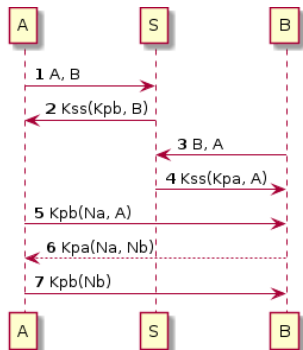 A S B
1 A, B
2 Kss(Kpb, B)
3 B, A
4 Kss(Kpa, A)
5 Kpb(Na, A)
6 Kpa(Na, Nb)
7 Kpb(Nb)
A S B